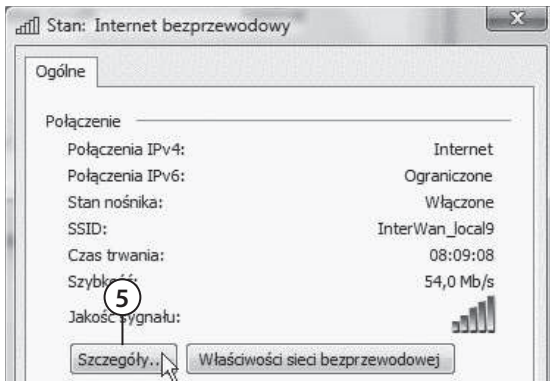 Stan: Internet bezprzewodowy
Ogólne
Połączenie
Połączenia IPv4: Internet
Połączenia IPv6: Ograniczone
Stan nośnika: Włączone
SSID: InterWan_local9
Czas trwania: 08:09:08
Szybkość: 54,0 Mb/s
5
Jakość sygnału:
Szczegóły... Właściwości sieci bezprzewodowej